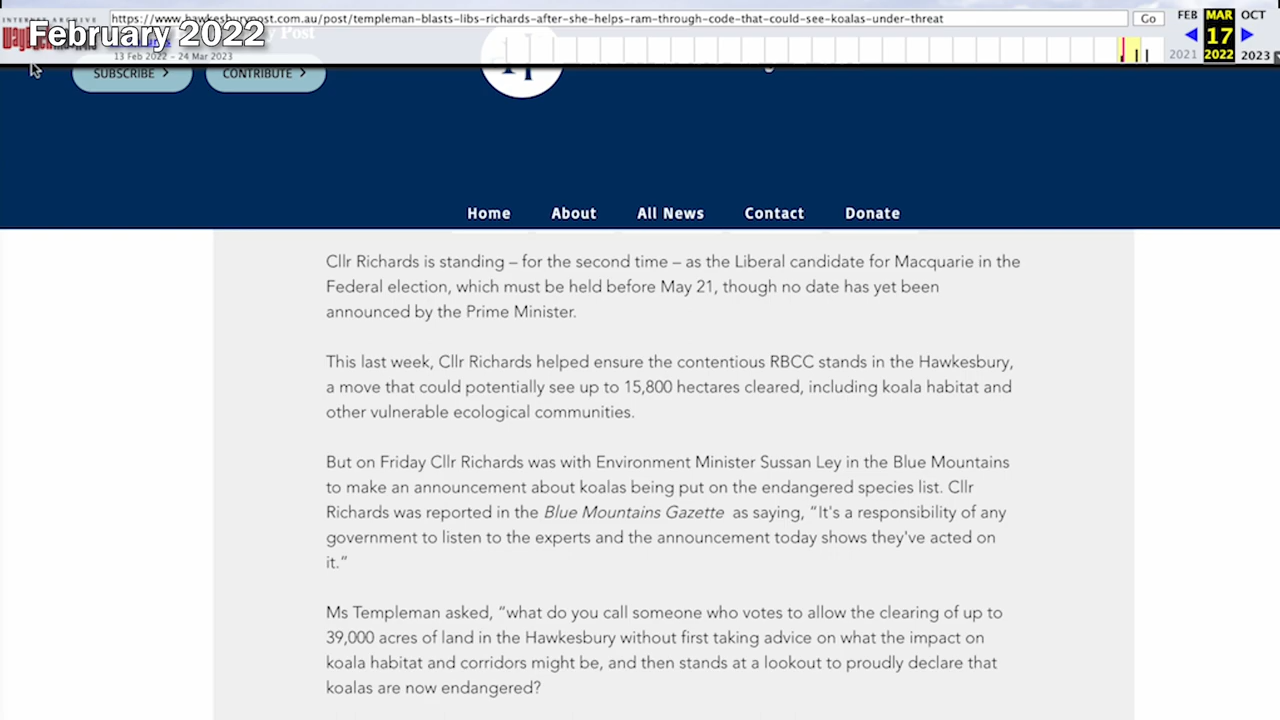 https://www.hawkesburypost.com.au/post/templeman-blasts-libs-richards-after-she-helps-ram-through-code-that-could-see-koalas-under-threat
Go
FEB MAR OCT
INTERNET ARCHIVE
February 2022
Post
17
13 Feb 2022 – 24 Mar 2023
2021 2022 2023
SUBSCRIBE >
CONTRIBUTE >
Home About All News Contact Donate
Cllr Richards is standing – for the second time – as the Liberal candidate for Macquarie in the
Federal election, which must be held before May 21, though no date has yet been
announced by the Prime Minister.
This last week, Cllr Richards helped ensure the contentious RBCC stands in the Hawkesbury,
a move that could potentially see up to 15,800 hectares cleared, including koala habitat and
other vulnerable ecological communities.
But on Friday Cllr Richards was with Environment Minister Sussan Ley in the Blue Mountains
to make an announcement about koalas being put on the endangered species list. Cllr
Richards was reported in the Blue Mountains Gazette as saying, “It's a responsibility of any
government to listen to the experts and the announcement today shows they've acted on
it.”
Ms Templeman asked, “what do you call someone who votes to allow the clearing of up to
39,000 acres of land in the Hawkesbury without first taking advice on what the impact on
koala habitat and corridors might be, and then stands at a lookout to proudly declare that
koalas are now endangered?